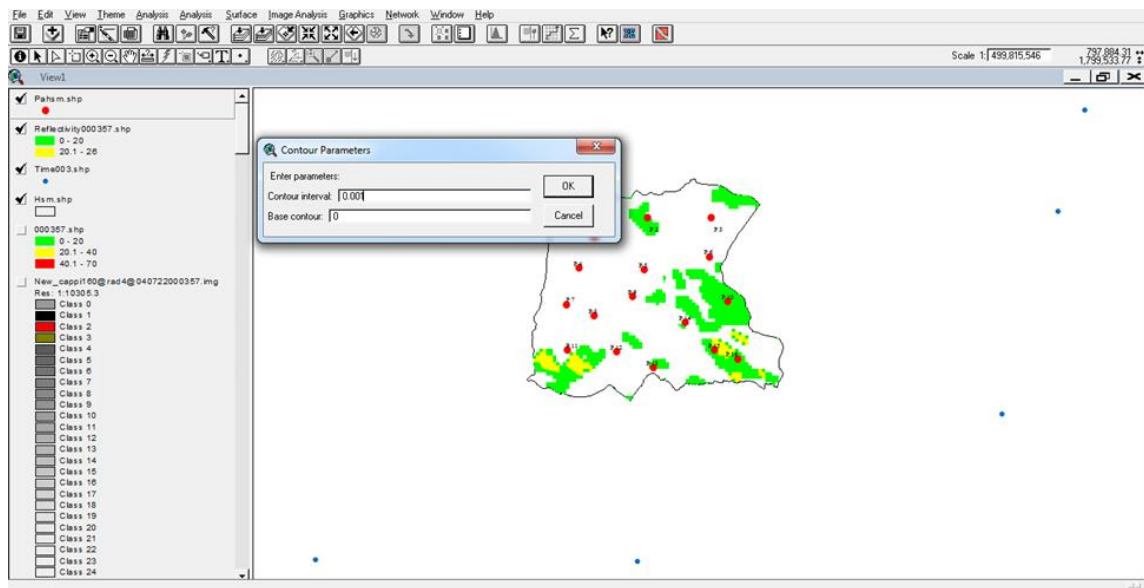 File Edit View Theme Analysis Analysis Surface Image Analysis Graphics Network Window Help
Scale 1: 499,815,546
797,884.31
1,799,533.77
View1
Pahsm.shp
Reflectivity000357.shp
0 - 20
20.1 - 26
Time003.shp
Hsm.shp
000357.shp
0 - 20
20.1 - 40
40.1 - 70
New_cappi160@rad4@040722000357.img
Res: 1:10305.3
Class 0
Class 1
Class 2
Class 3
Class 4
Class 5
Class 6
Class 7
Class 8
Class 9
Class 10
Class 11
Class 12
Class 13
Class 14
Class 15
Class 16
Class 17
Class 18
Class 19
Class 20
Class 21
Class 22
Class 23
Class 24
Contour Parameters
Enter parameters:
Contour interval: 0.001
OK
Base contour: 0
Cancel
P2
P3
P7
P11